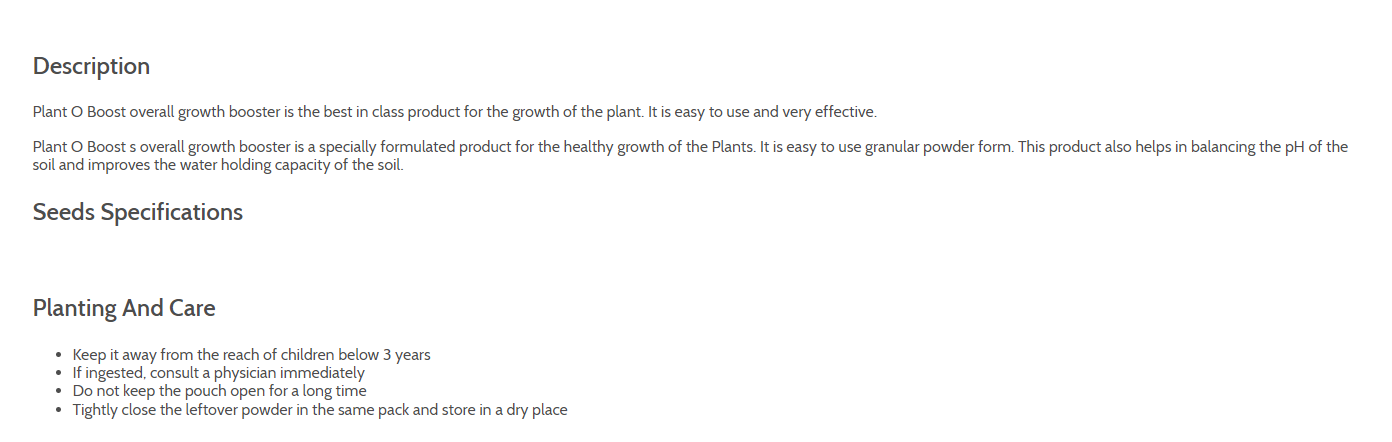 Description
Plant O Boost overall growth booster is the best in class product for the growth of the plant. It is easy to use and very effective.
Plant O Boost s overall growth booster is a specially formulated product for the healthy growth of the Plants. It is easy to use granular powder form. This product also helps in balancing the pH of the
soil and improves the water holding capacity of the soil.
Seeds Specifications
Planting And Care
• Keep it away from the reach of children below 3 years
• If ingested, consult a physician immediately
• Do not keep the pouch open for a long time
• Tightly close the leftover powder in the same pack and store in a dry place